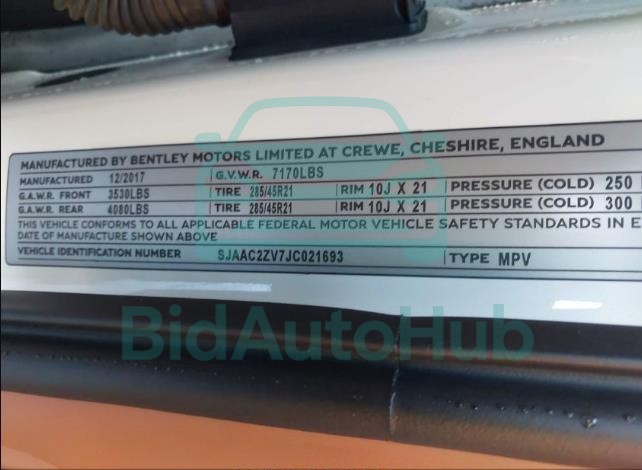 MANUFACTURED BY BENTLEY MOTORS LIMITED AT CREWE, CHESHIRE, ENGLAND
MANUFACTURED 12/2017 G.V.W.R. 7170LBS
G.A.W.R. FRONT 3530LBS TIRE 285/45R21 RIM 10J X 21 PRESSURE (COLD) 250
G.A.W.R. REAR 4080LBS TIRE 285/45R21 RIM 10J X 21 PRESSURE (COLD) 300
THIS VEHICLE CONFORMS TO ALL APPLICABLE FEDERAL MOTOR VEHICLE SAFETY STANDARDS IN E
DATE OF MANUFACTURE SHOWN ABOVE
VEHICLE IDENTIFICATION NUMBER SJAAC2ZV7JC021693 TYPE MPV
BidAutoHub